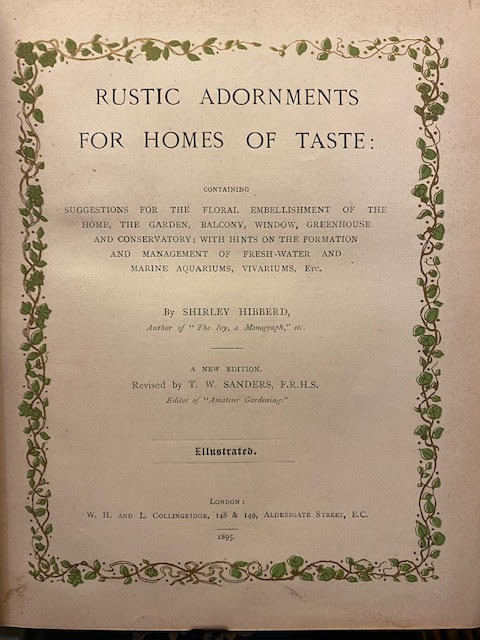 RUSTIC ADORNMENTS
FOR HOMES OF TASTE:
CONTAINING
SUGGESTIONS FOR THE FLORAL EMBELLISHMENT OF THE
HOME, THE GARDEN, BALCONY, WINDOW, GREENHOUSE
AND CONSERVATORY; WITH HINTS ON THE FORMATION
AND MANAGEMENT OF FRESH-WATER AND
MARINE AQUARIUMS, VIVARIUMS, ETC.
By SHIRLEY HIBBERD,
Author of "The Ivy, a Monograph," etc.
A NEW EDITION.
Revised by T. W. SANDERS, F.R.H.S.
Editor of "Amateur Gardening."
Illustrated.
LONDON:
W. H. AND L. COLLINGRIDGE, 148 & 149, ALDERSGATE STREET, E.C.
1895.